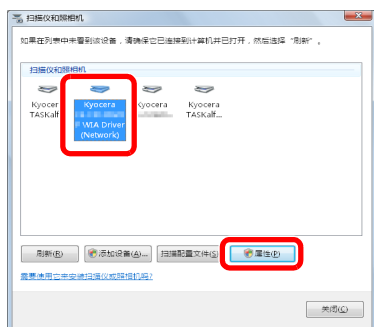 扫描仪和照相机
如果在列表中未看到该设备，请确保它已连接到计算机并已打开，然后选择“刷新”。
扫描仪和照相机
Kyocer TASKalf
Kyocera
WIA Driver (Network)
Kyocera
Kyocera TASKalf...
刷新(R)
添加设备(A)...
扫描配置文件(S)
属性(P)
需要使用它来安装扫描仪或照相机吗?
关闭(C)